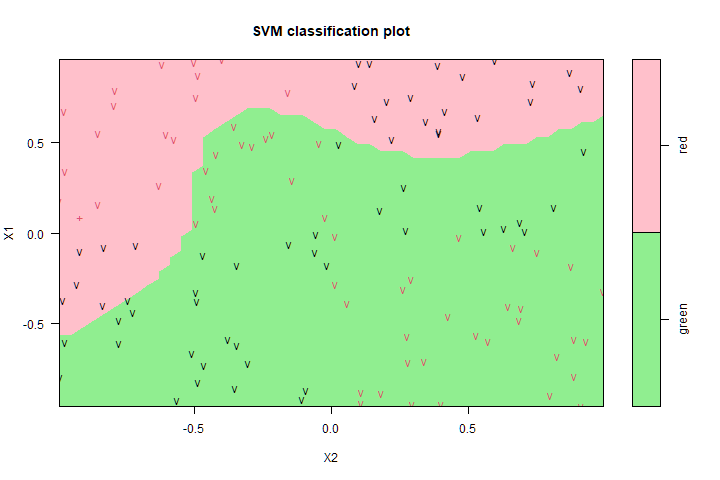 SVM classification plot
X1
0.5
0.0
-0.5
-0.5
0.0
0.5
X2
red
green